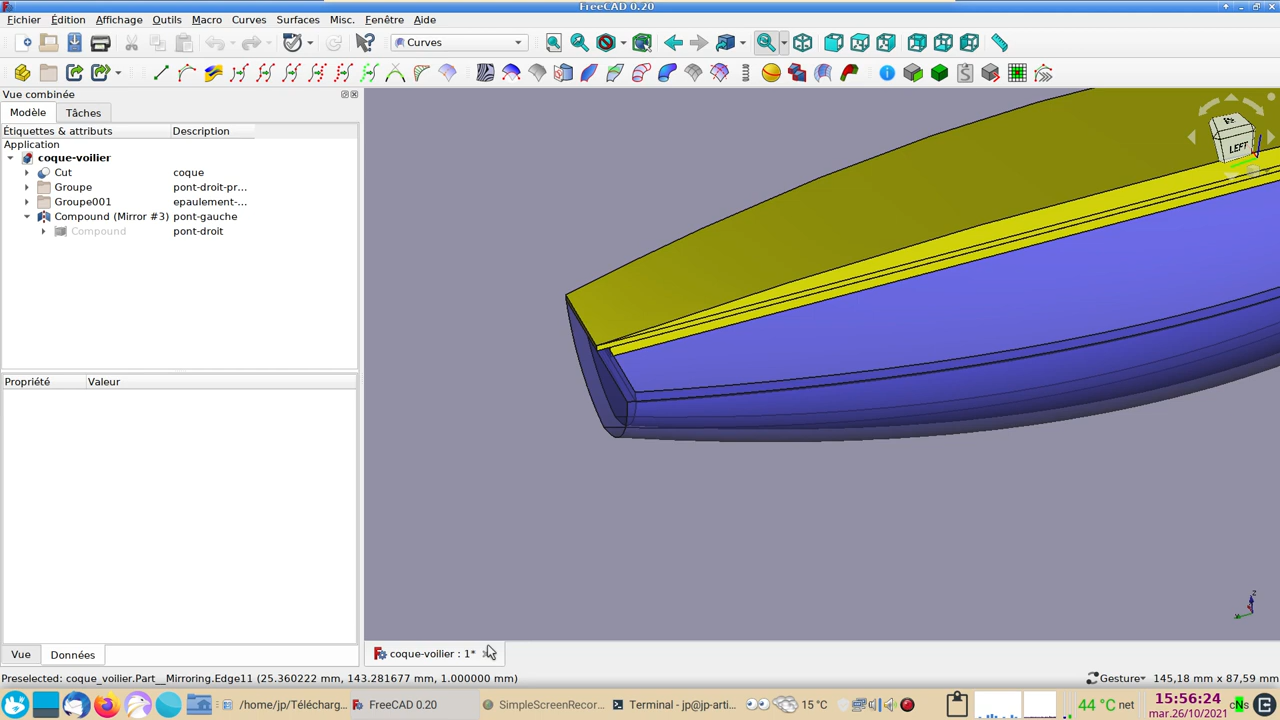 FreeCAD 0.20
Fichier Édition Affichage Outils Macro Curves Surfaces Misc. Fenêtre Aide
Curves
Vue combinée
Modèle Tâches
Étiquettes & attributs Description
Application
coque-voilier
Cut coque
Groupe pont-droit-pr...
Groupe001 epaulement-...
Compound (Mirror #3) pont-gauche
Compound pont-droit
LEFT
Propriété Valeur
Vue Données
coque-voilier : 1*
Preselected: coque_voilier.Part__Mirroring.Edge11 (25.360222 mm, 143.281677 mm, 1.000000 mm)
Gesture 145,18 mm x 87,59 mm
/home/jp/Télécharg... FreeCAD 0.20 SimpleScreenRecor... Terminal - jp@jp-arti... 15 °C 44 °C net 15:56:24
mar.26/10/2021